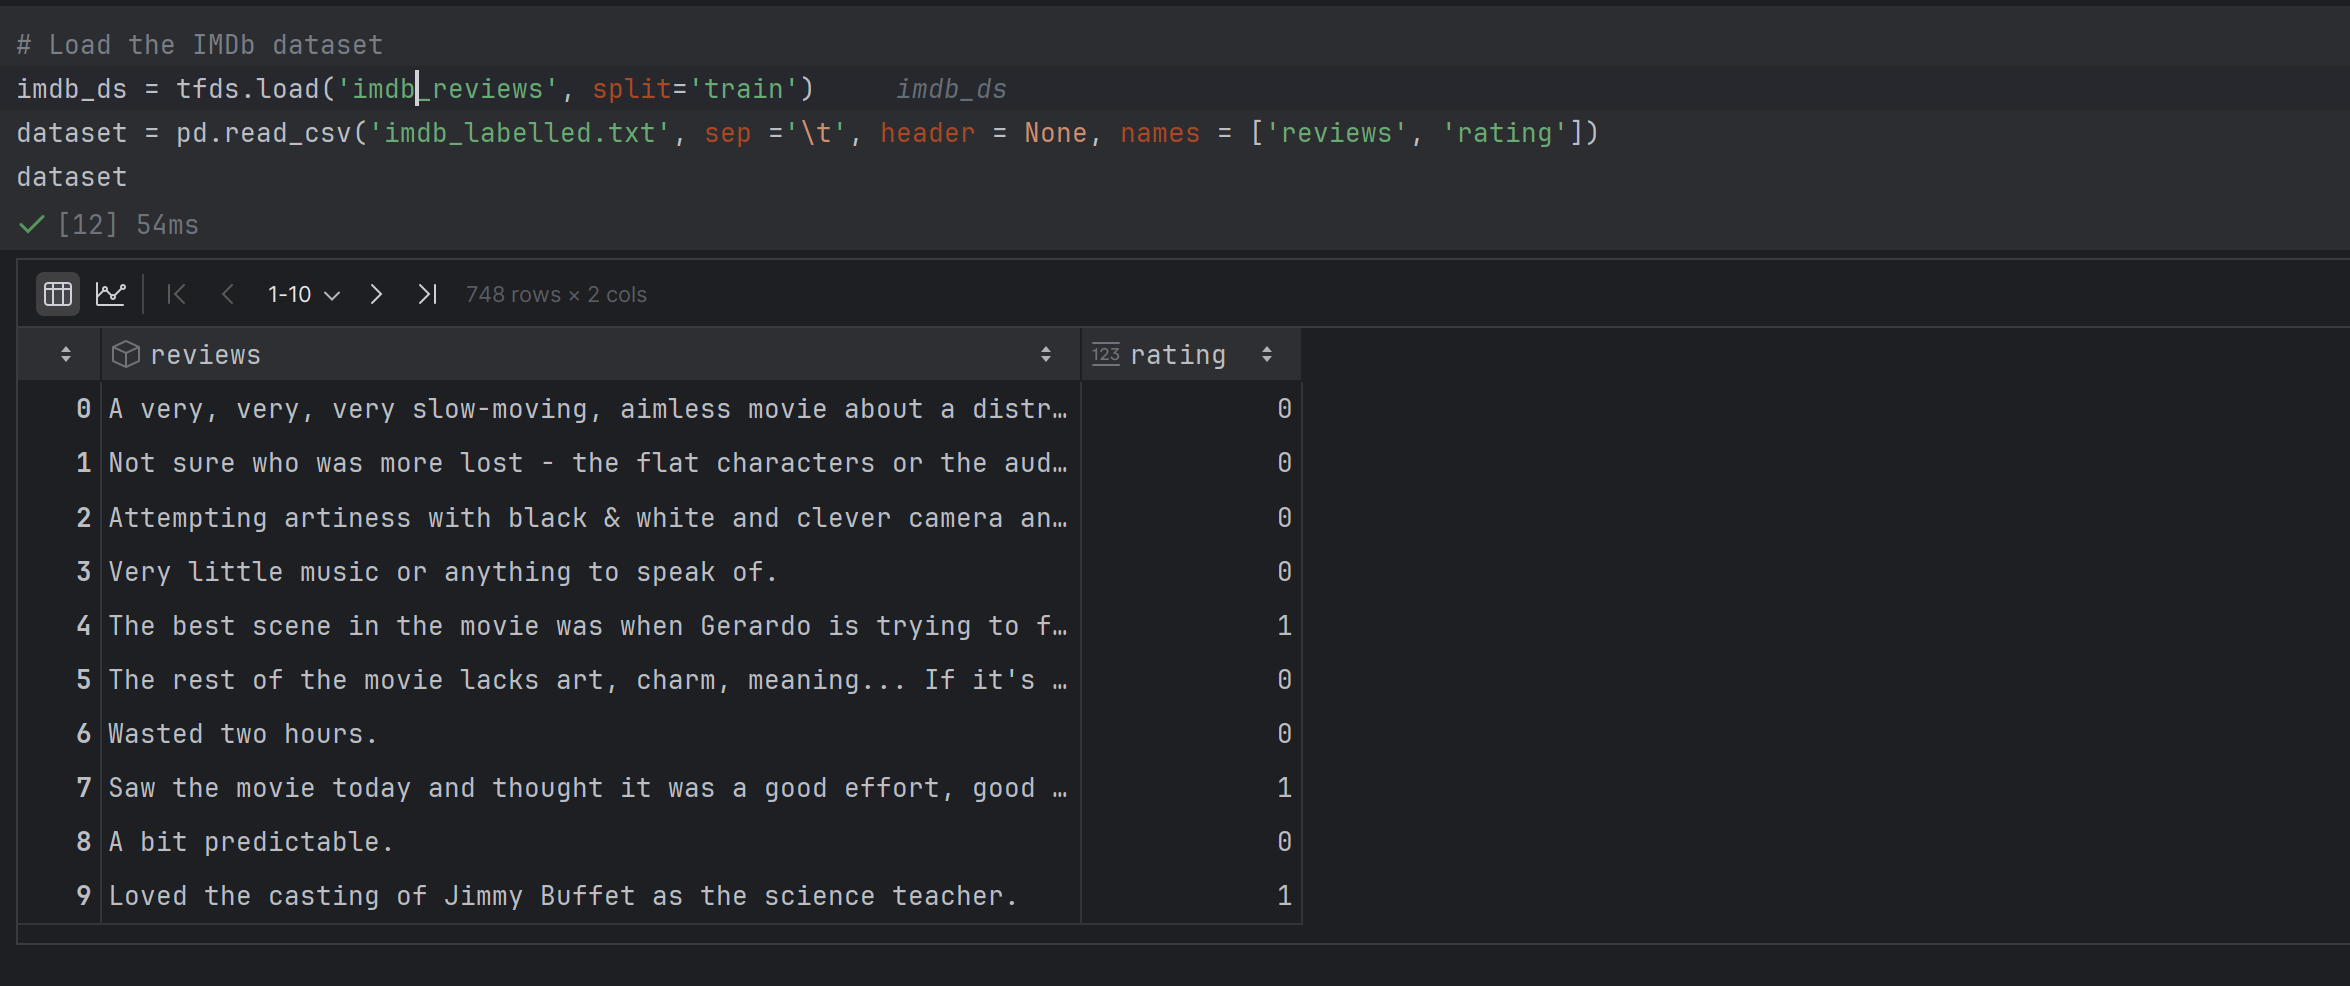 # Load the IMDb dataset
imdb_ds = tfds.load('imdb_reviews', split='train') imdb_ds
dataset = pd.read_csv('imdb_labelled.txt', sep ='\t', header = None, names = ['reviews', 'rating'])
dataset
[12] 54ms
1-10 748 rows × 2 cols
reviews 123 rating
0 A very, very, very slow-moving, aimless movie about a distr… 0
1 Not sure who was more lost - the flat characters or the aud… 0
2 Attempting artiness with black & white and clever camera an… 0
3 Very little music or anything to speak of. 0
4 The best scene in the movie was when Gerardo is trying to f… 1
5 The rest of the movie lacks art, charm, meaning... If it's … 0
6 Wasted two hours. 0
7 Saw the movie today and thought it was a good effort, good … 1
8 A bit predictable. 0
9 Loved the casting of Jimmy Buffet as the science teacher. 1